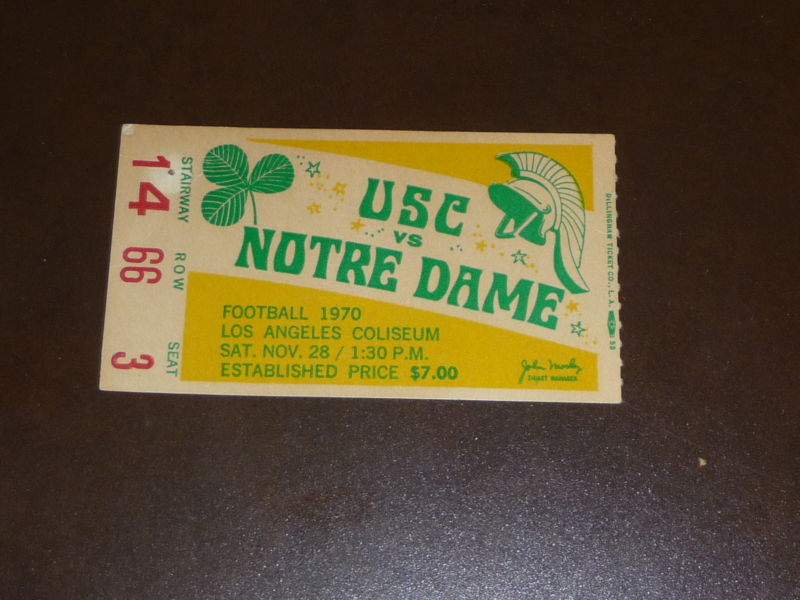 STAIRWAY
14
ROW
66
SEAT
3
USC
VS
NOTRE DAME
FOOTBALL 1970
LOS ANGELES COLISEUM
SAT. NOV. 28 / 1:30 P.M.
ESTABLISHED PRICE $7.00
TICKET MANAGER
DILLINGHAM TICKET CO., L. A.